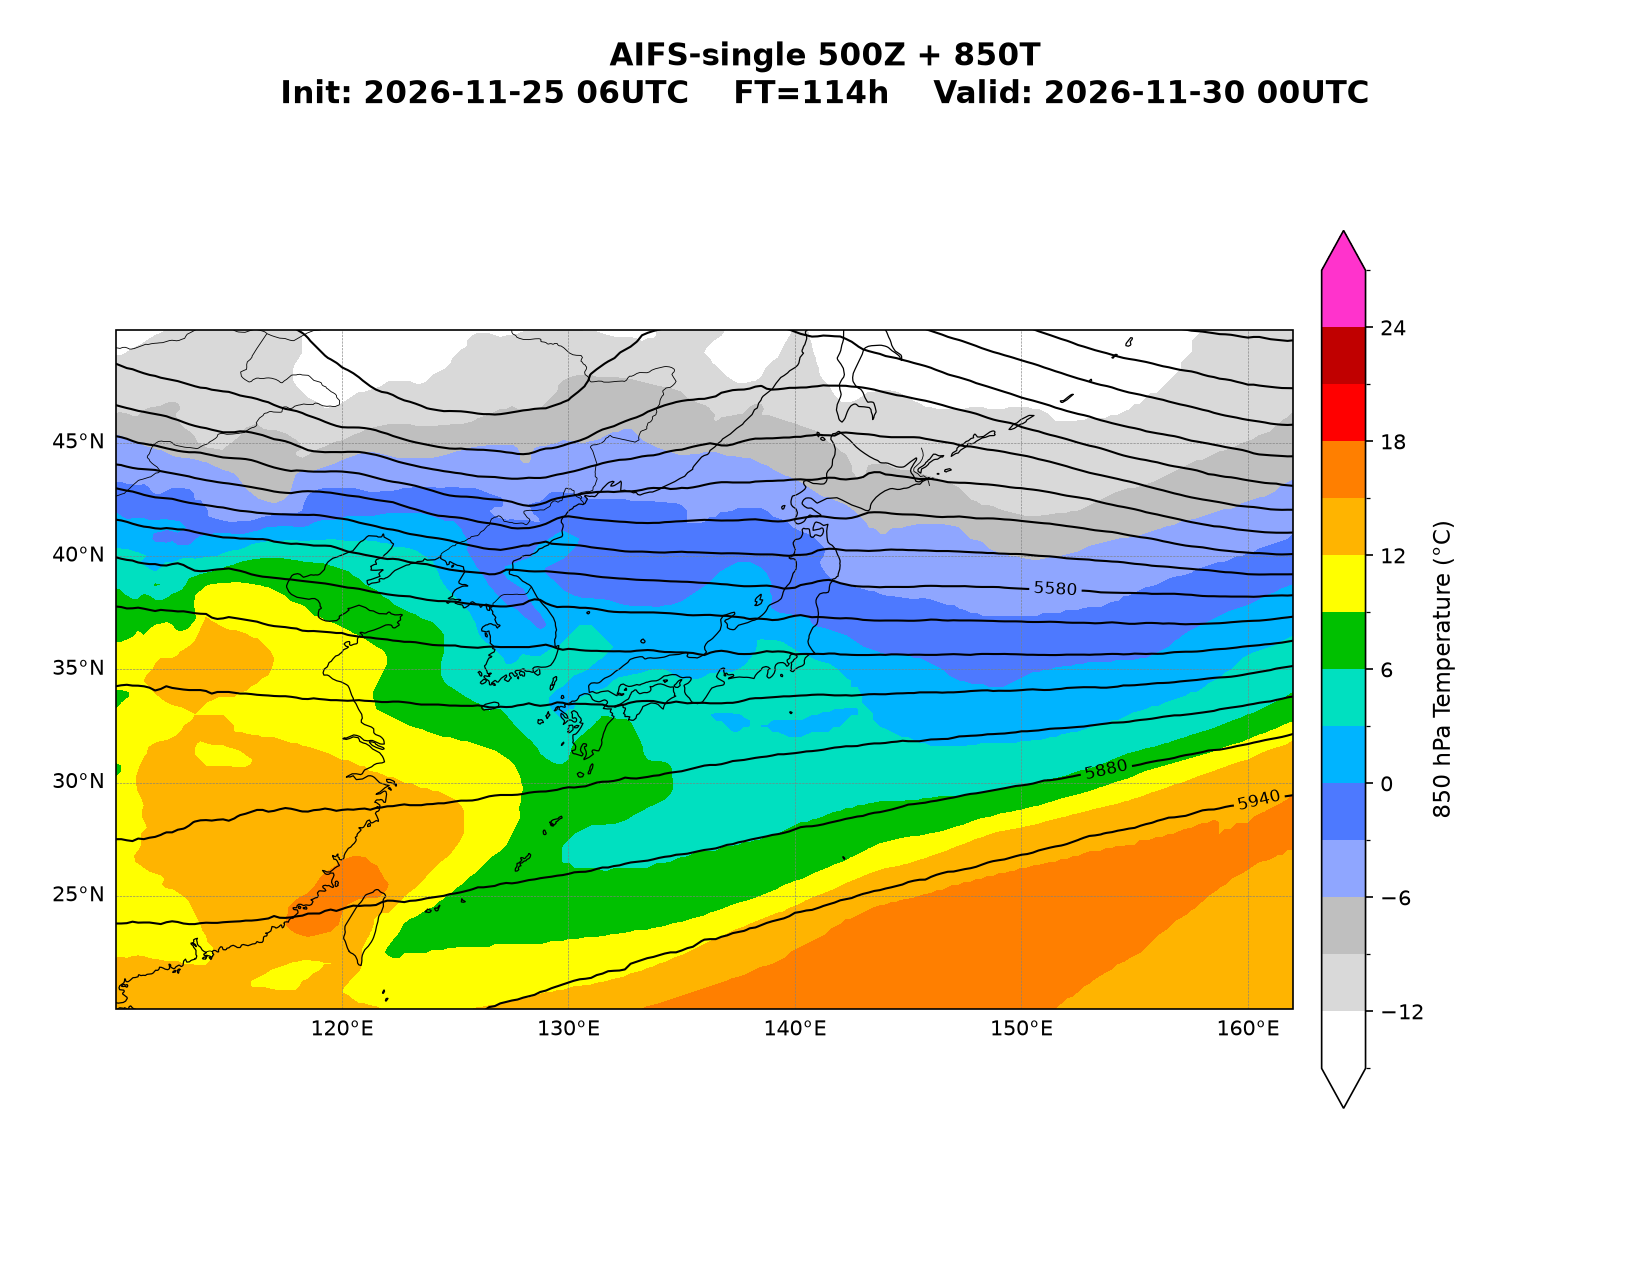 AIFS-single 500Z + 850T
Init: 2026-11-25 06UTC    FT=114h    Valid: 2026-11-30 00UTC
24
18
12
6
0
−6
−12
850 hPa Temperature (°C)
45°N
40°N
35°N
30°N
25°N
5580
5880
5940
120°E
130°E
140°E
150°E
160°E